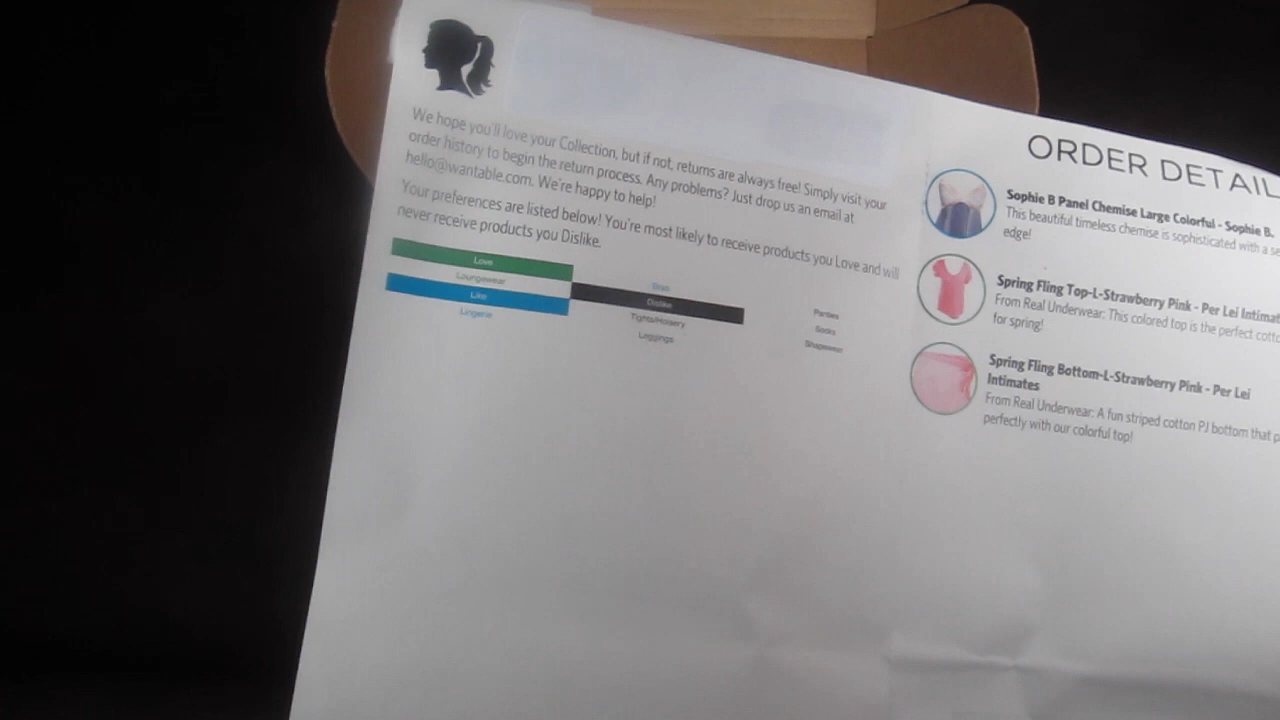 We hope you'll love your Collection, but if not, returns are always free! Simply visit your
order history to begin the return process. Any problems? Just drop us an email at
hello@wantable.com. We're happy to help!
Your preferences are listed below! You're most likely to receive products you Love and will
never receive products you Dislike.
Love
Loungewear
Like
Lingerie
Bras
Dislike
Tights/Hoisery
Leggings
Panties
Socks
Shapewear
ORDER DETAIL
Sophie B Panel Chemise Large Colorful - Sophie B.
This beautiful timeless chemise is sophisticated with a
edge!
Spring Fling Top-L-Strawberry Pink - Per Lei
From Real Underwear: This colored top is the perfect
for spring!
Spring Fling Bottom-L-Strawberry Pink - Per Lei
Intimates
From Real Underwear: A fun striped cotton PJ bottom that
perfectly with our colorful top!